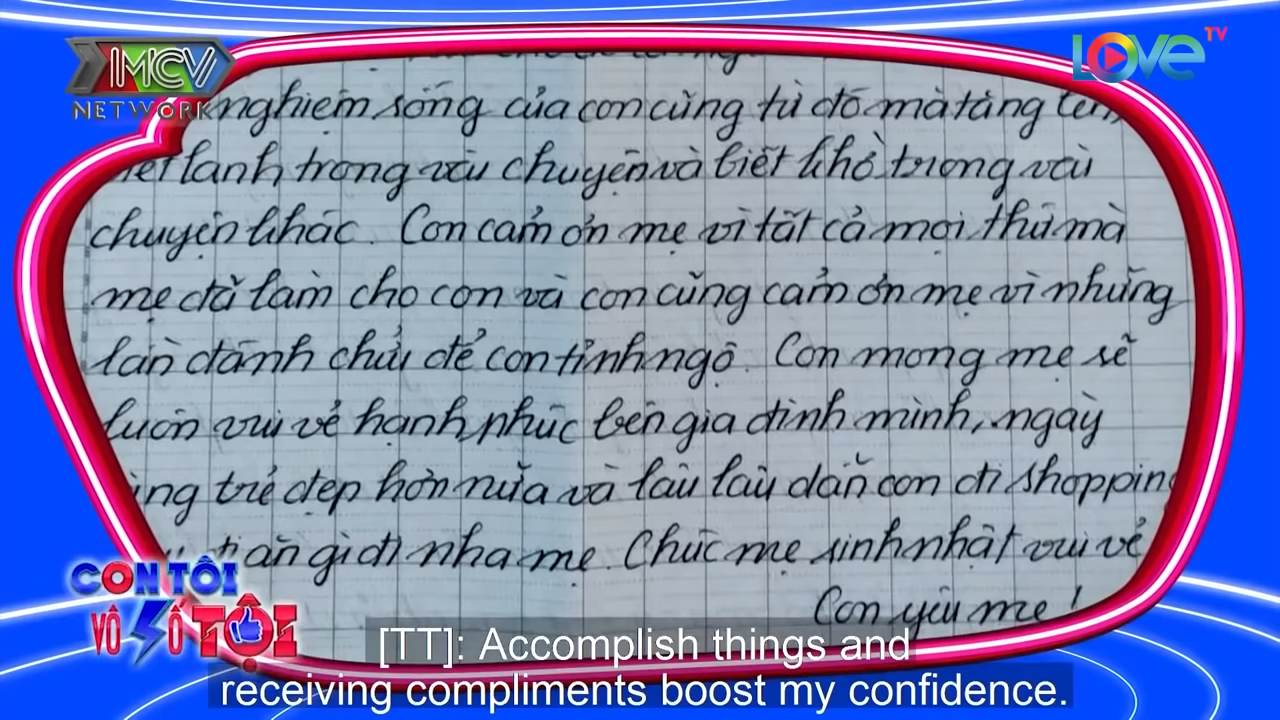 MCV
NETWORK
LOVE TV
nghiệm sống của con cũng từ đó mà tăng lên,
lanh trong vài chuyện và biết khờ trong vài
chuyện khác. Con cảm ơn mẹ vì tất cả mọi thứ mà
mẹ đã làm cho con và con cũng cảm ơn mẹ vì những
lần đánh chửi để con tỉnh ngộ. Con mong mẹ sẽ
luôn vui vẻ hạnh phúc bên gia đình mình, ngày
trẻ đẹp hơn nữa và lâu lâu dẫn con đi shopping
ăn gì đi nha mẹ. Chúc mẹ sinh nhật vui vẻ
Con yêu mẹ!
CON TÔI
VÔ SỐ TỘI
[TT]: Accomplish things and
receiving compliments boost my confidence.